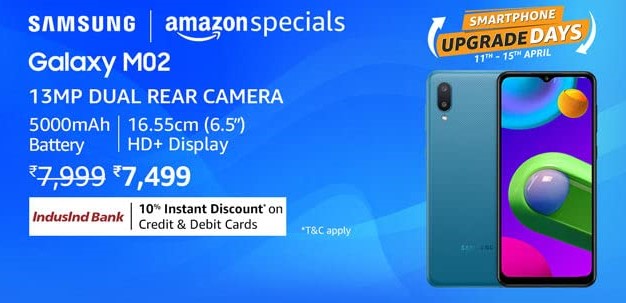 SAMSUNG | amazonspecials
Galaxy M02
13MP DUAL REAR CAMERA
5000mAh | 16.55cm (6.5”)
Battery | HD+ Display
₹7,999 ₹7,499
IndusInd Bank | 10% Instant Discount* on
Credit & Debit Cards
*T&C apply
SMARTPHONE
UPGRADE DAYS
11TH - 15TH APRIL
SAMSUNG